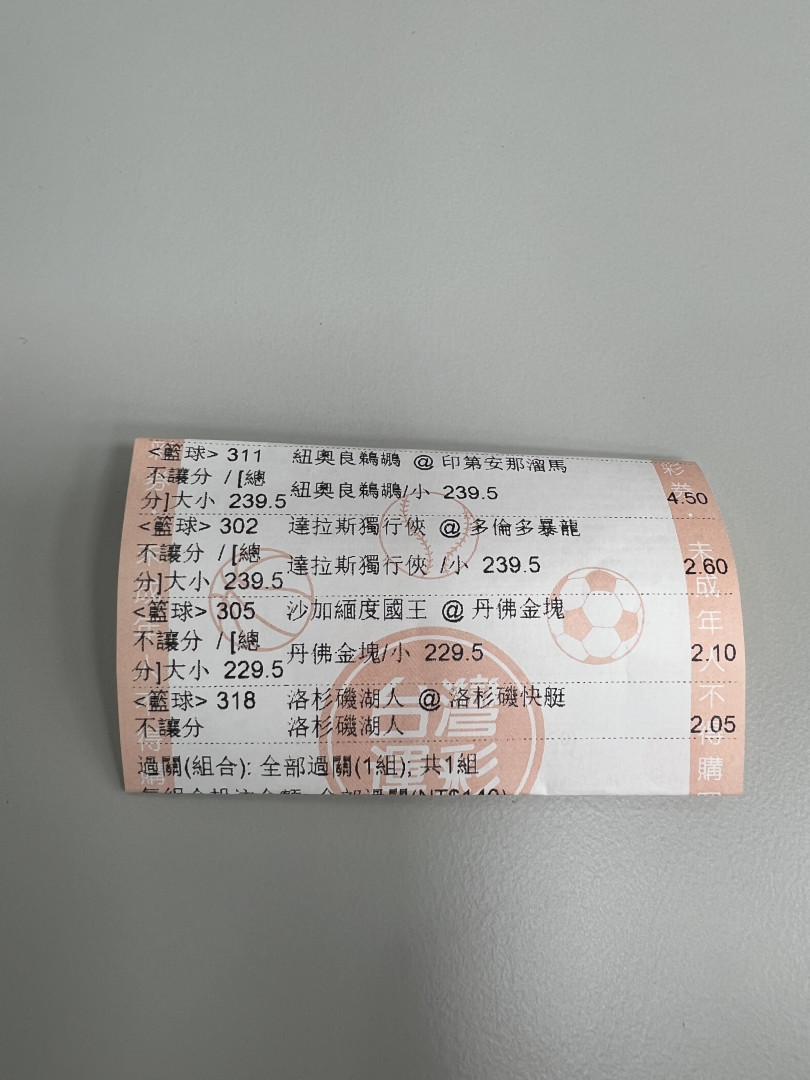 <籃球> 311 紐奧良鵜鶘 @ 印第安那溜馬
不讓分 / [總
分]大小 239.5 紐奧良鵜鶘/小 239.5 4.50
<籃球> 302 達拉斯獨行俠 @ 多倫多暴龍
不讓分 / [總
分]大小 239.5 達拉斯獨行俠 /小 239.5 2.60
<籃球> 305 沙加緬度國王 @ 丹佛金塊
不讓分 / [總
分]大小 229.5 丹佛金塊/小 229.5 2.10
<籃球> 318 洛杉磯湖人 @ 洛杉磯快艇
不讓分 洛杉磯湖人 2.05
過關(組合): 全部過關(1組), 共1組
台灣
運彩
彩券．未成年人不得購